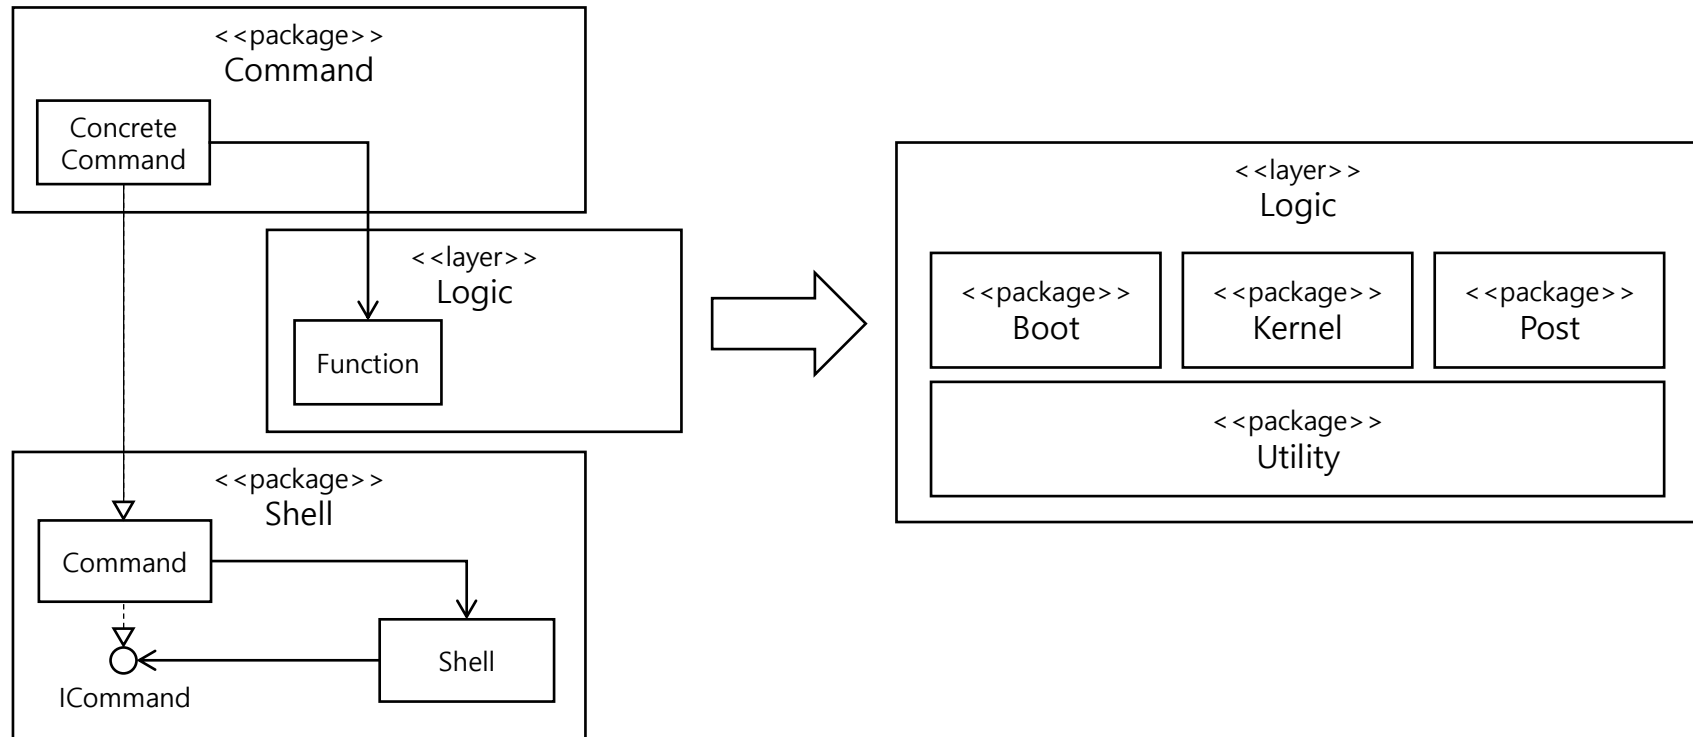 <<package>>
Command
Concrete
Command
<<layer>>
Logic
Function
<<package>>
Shell
Command
Shell
ICommand
<<layer>>
Logic
<<package>>
Boot
<<package>>
Kernel
<<package>>
Post
<<package>>
Utility